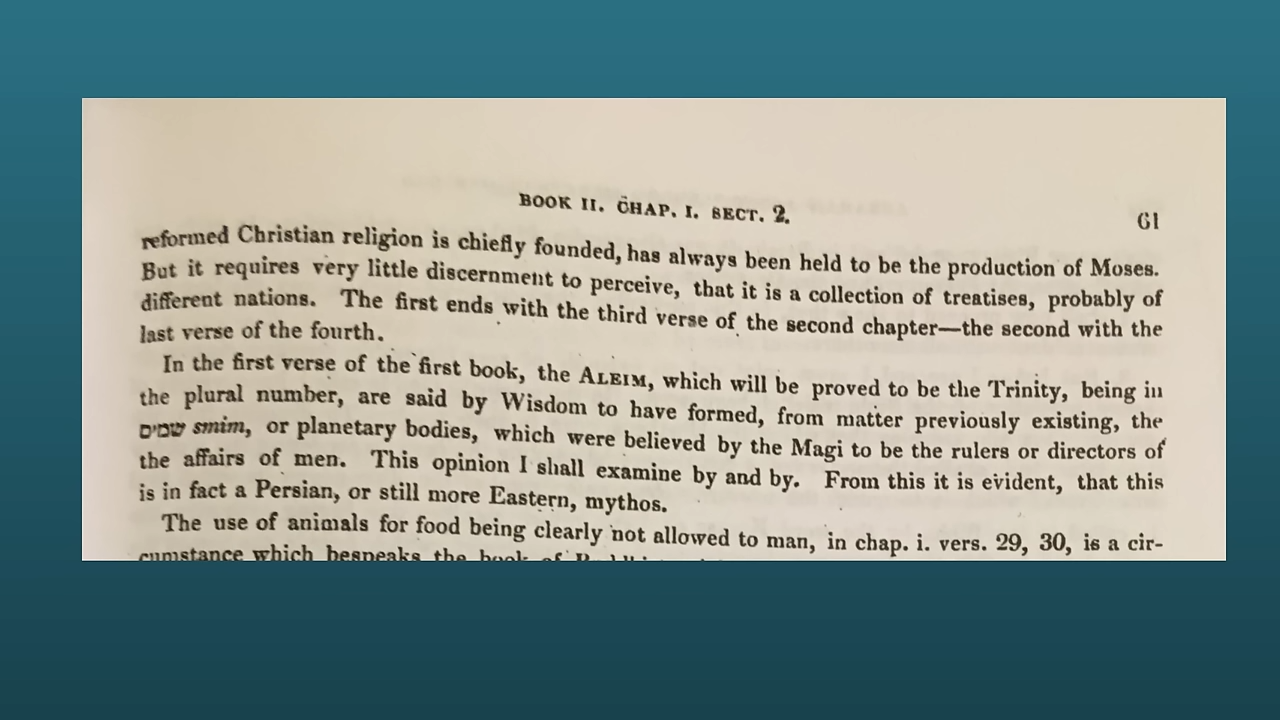 BOOK II. CHAP. I. SECT. 2.
61
reformed Christian religion is chiefly founded, has always been held to be the production of Moses.
But it requires very little discernment to perceive, that it is a collection of treatises, probably of
different nations. The first ends with the third verse of the second chapter—the second with the
last verse of the fourth.
In the first verse of the first book, the ALEIM, which will be proved to be the Trinity, being in
the plural number, are said by Wisdom to have formed, from matter previously existing, the
שמים smim, or planetary bodies, which were believed by the Magi to be the rulers or directors of
the affairs of men. This opinion I shall examine by and by. From this it is evident, that this
is in fact a Persian, or still more Eastern, mythos.
The use of animals for food being clearly not allowed to man, in chap. i. vers. 29, 30, is a cir-
cumstance which bespeaks the book of